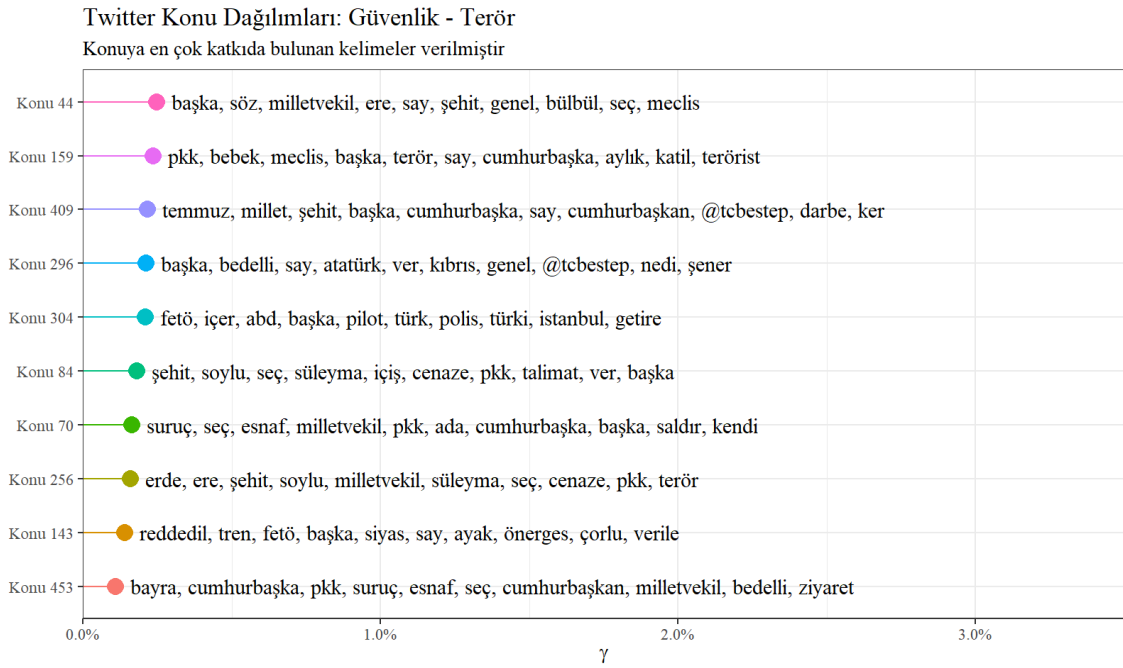 Twitter Konu Dağılımları: Güvenlik - Terör
Konuya en çok katkıda bulunan kelimeler verilmiştir
Konu 44 başka, söz, milletvekil, ere, say, şehit, genel, bülbül, seç, meclis
Konu 159 pkk, bebek, meclis, başka, terör, say, cumhurbaşka, aylık, katil, terörist
Konu 409 temmuz, millet, şehit, başka, cumhurbaşka, say, cumhurbaşkan, @tcbestep, darbe, ker
Konu 296 başka, bedelli, say, atatürk, ver, kıbrıs, genel, @tcbestep, nedi, şener
Konu 304 fetö, içer, abd, başka, pilot, türk, polis, türki, istanbul, getire
Konu 84 şehit, soylu, seç, süleyma, içiş, cenaze, pkk, talimat, ver, başka
Konu 70 suruç, seç, esnaf, milletvekil, pkk, ada, cumhurbaşka, başka, saldır, kendi
Konu 256 erde, ere, şehit, soylu, milletvekil, süleyma, seç, cenaze, pkk, terör
Konu 143 reddedil, tren, fetö, başka, siyas, say, ayak, önerges, çorlu, verile
Konu 453 bayra, cumhurbaşka, pkk, suruç, esnaf, seç, cumhurbaşkan, milletvekil, bedelli, ziyaret
0.0% 1.0% 2.0% 3.0%
γ